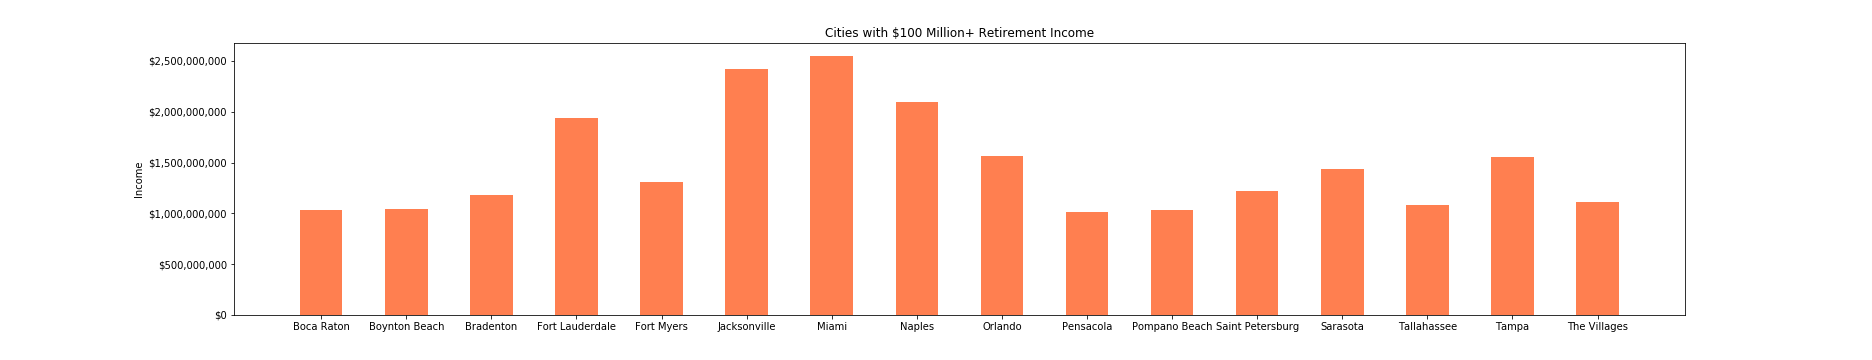 Cities with $100 Million+ Retirement Income
$2,500,000,000
$2,000,000,000
$1,500,000,000
$1,000,000,000
$500,000,000
$0
Income
Boca Raton Boynton Beach Bradenton Fort Lauderdale Fort Myers Jacksonville Miami Naples Orlando Pensacola Pompano Beach Saint Petersburg Sarasota Tallahassee Tampa The Villages